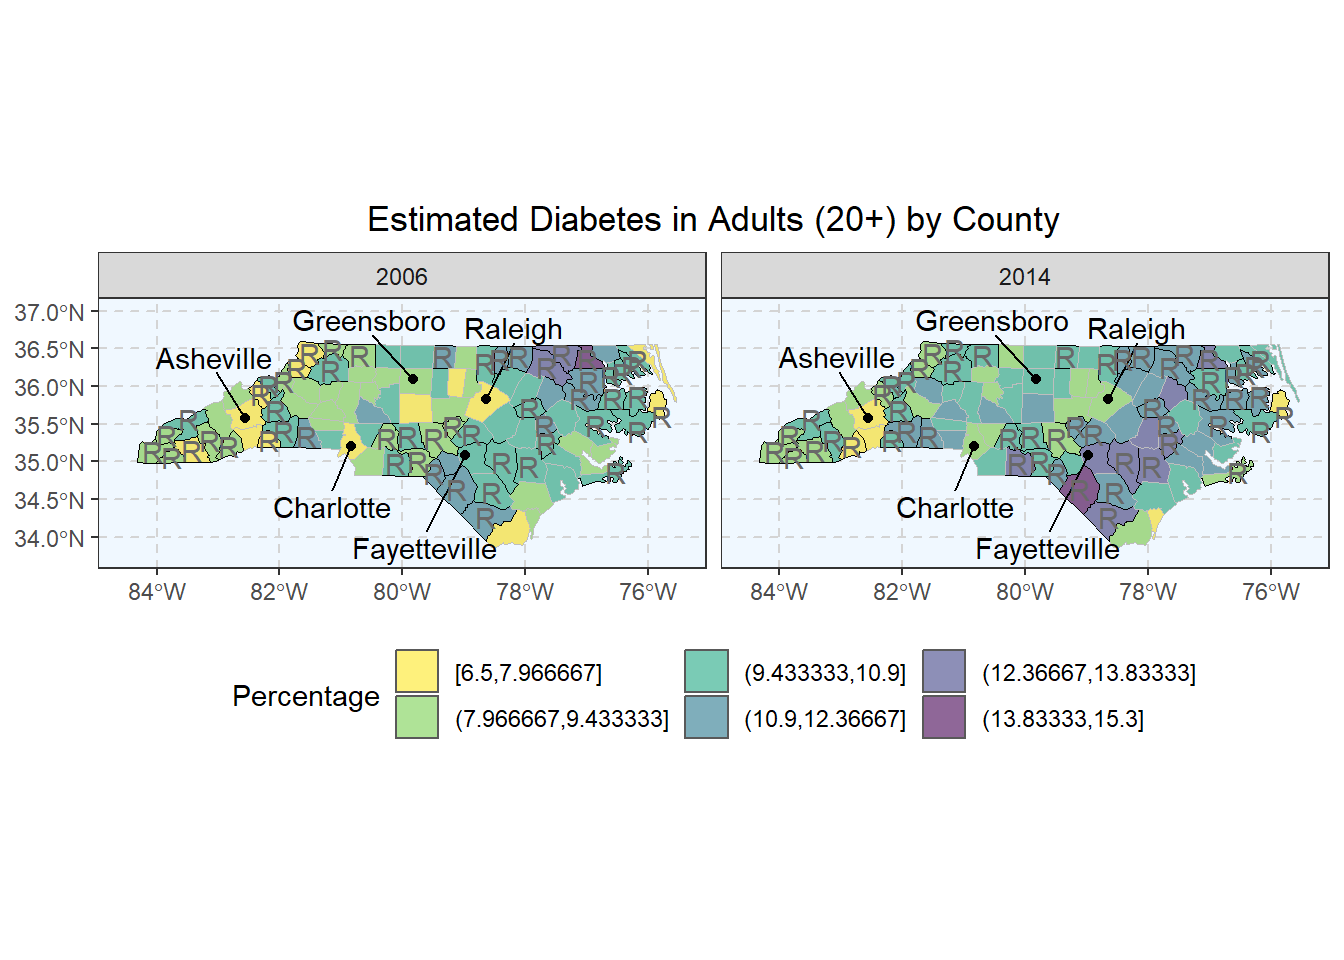 Estimated Diabetes in Adults (20+) by County
2006
2014
37.0°N
36.5°N
36.0°N
35.5°N
35.0°N
34.5°N
34.0°N
Greensboro
Raleigh
Asheville
Charlotte
Fayetteville
Greensboro
Raleigh
Asheville
Charlotte
Fayetteville
84°W
82°W
80°W
78°W
76°W
84°W
82°W
80°W
78°W
76°W
Percentage
[6.5,7.966667]
(7.966667,9.433333]
(9.433333,10.9]
(10.9,12.36667]
(12.36667,13.83333]
(13.83333,15.3]